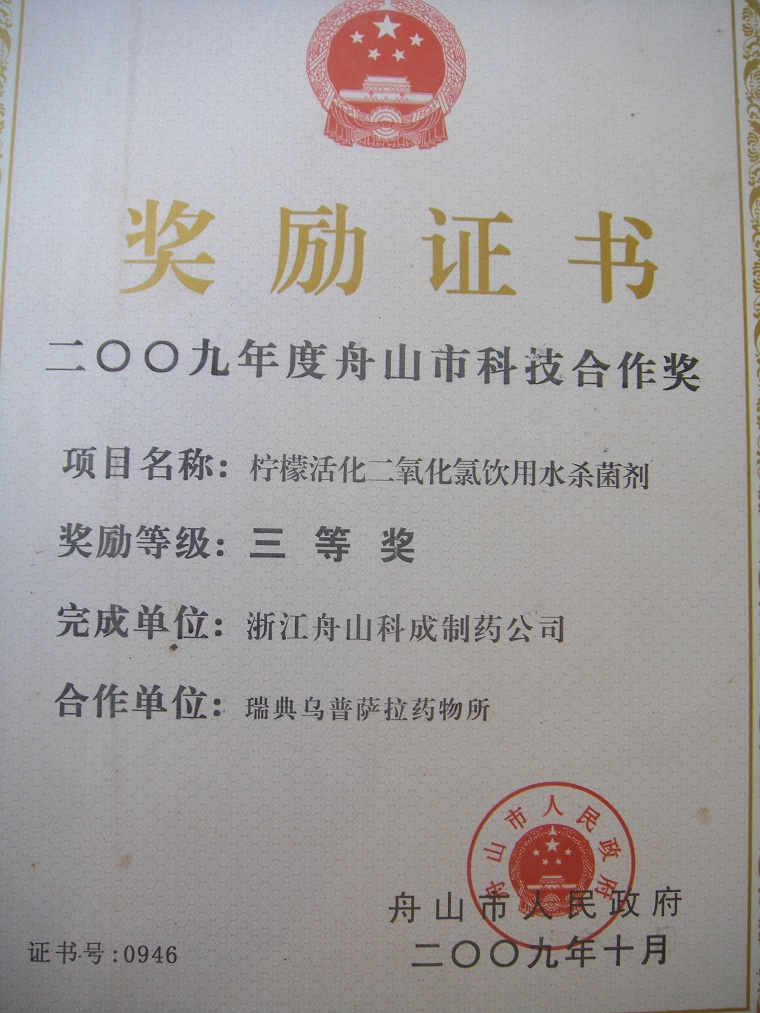 奖励证书
二〇〇九年度舟山市科技合作奖
项目名称：柠檬活化二氧化氯饮用水杀菌剂
奖励等级：三等奖
完成单位：浙江舟山科成制药公司
合作单位：瑞典乌普萨拉药物所
舟山市人民政府
舟山市人民政府
二〇〇九年十月
证书号:0946